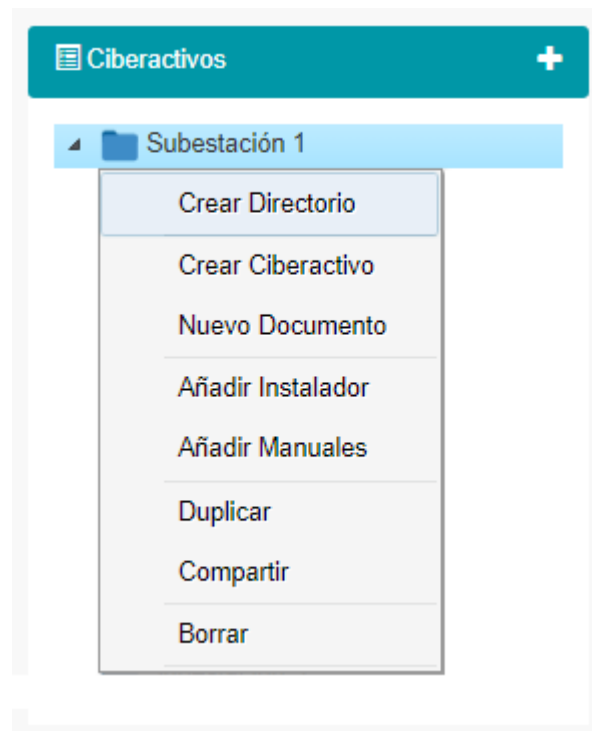 Ciberactivos
Subestación 1
Crear Directorio
Crear Ciberactivo
Nuevo Documento
Añadir Instalador
Añadir Manuales
Duplicar
Compartir
Borrar